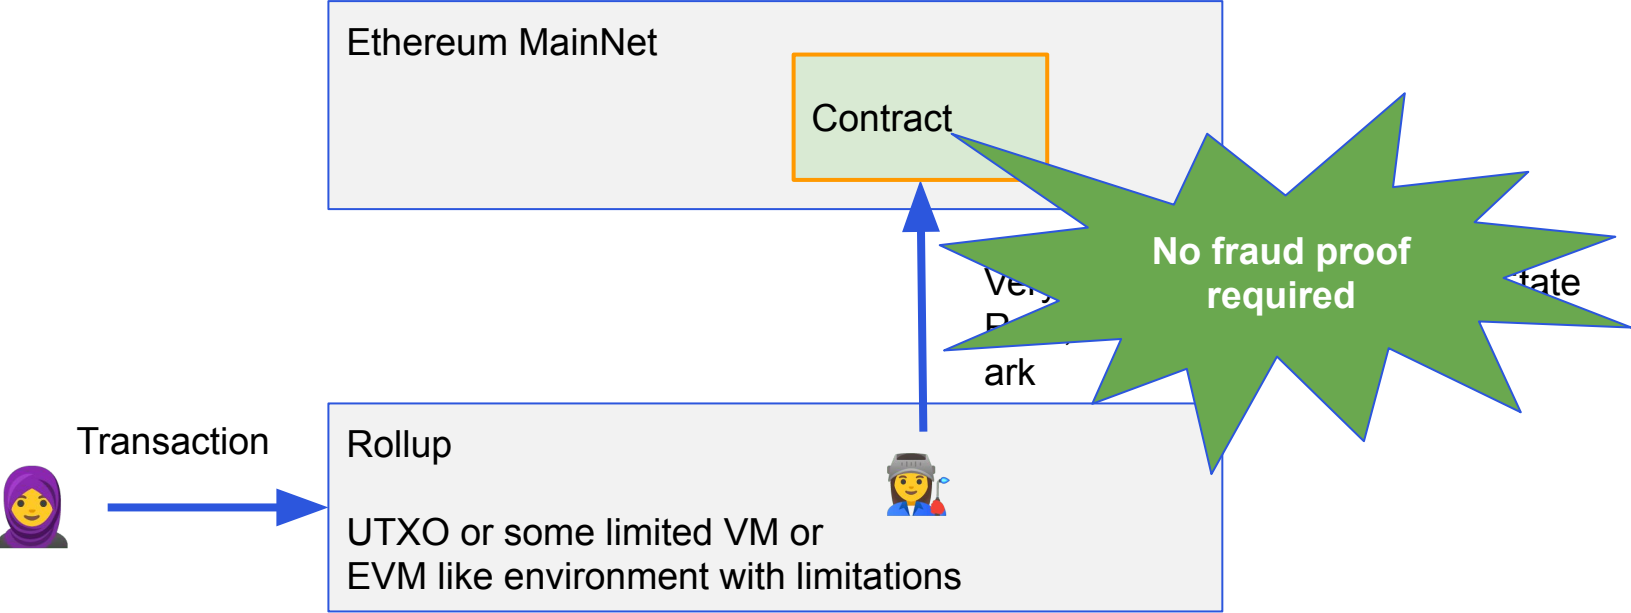 Ethereum MainNet
Contract
No fraud proof
required
ark
Transaction
Rollup
UTXO or some limited VM or
EVM like environment with limitations